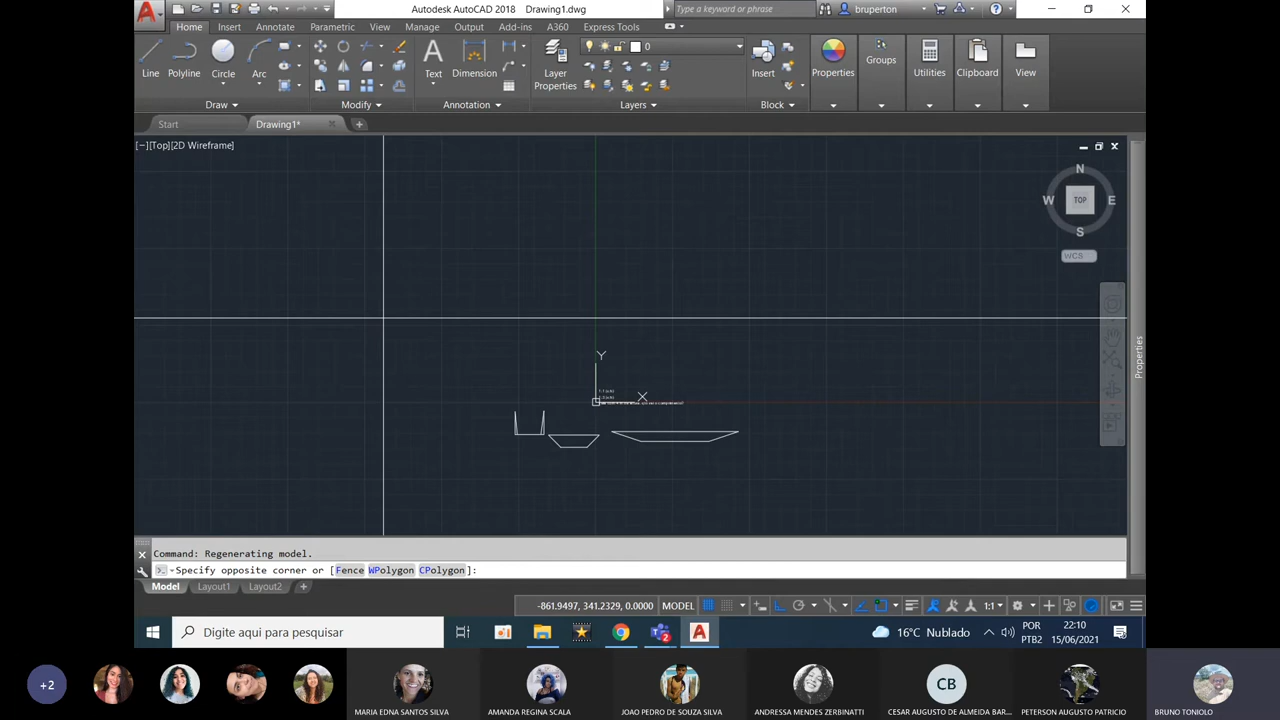 Autodesk AutoCAD 2018 Drawing1.dwg
Type a keyword or phrase
bruperton
Home Insert Annotate Parametric View Manage Output Add-ins A360 Express Tools
Line Polyline Circle Arc
Text Dimension
Layer Properties
0
Insert
Properties
Groups
Utilities
Clipboard
View
Draw Modify Annotation Layers Block
Start Drawing1*
[−][Top][2D Wireframe]
N
W TOP E
S
WCS
Y
X
Properties
Command: Regenerating model.
Specify opposite corner or [Fence WPolygon CPolygon]:
Model Layout1 Layout2
-861.9497, 341.2329, 0.0000 MODEL 1:1
Digite aqui para pesquisar
2
16°C Nublado
POR
PTB2
22:10
15/06/2021
+2
CB
MARIA EDNA SANTOS SILVA
AMANDA REGINA SCALA
JOAO PEDRO DE SOUZA SILVA
ANDRESSA MENDES ZERBINATTI
CESAR AUGUSTO DE ALMEIDA BAR...
PETERSON AUGUSTO PATRICIO
BRUNO TONIOLO